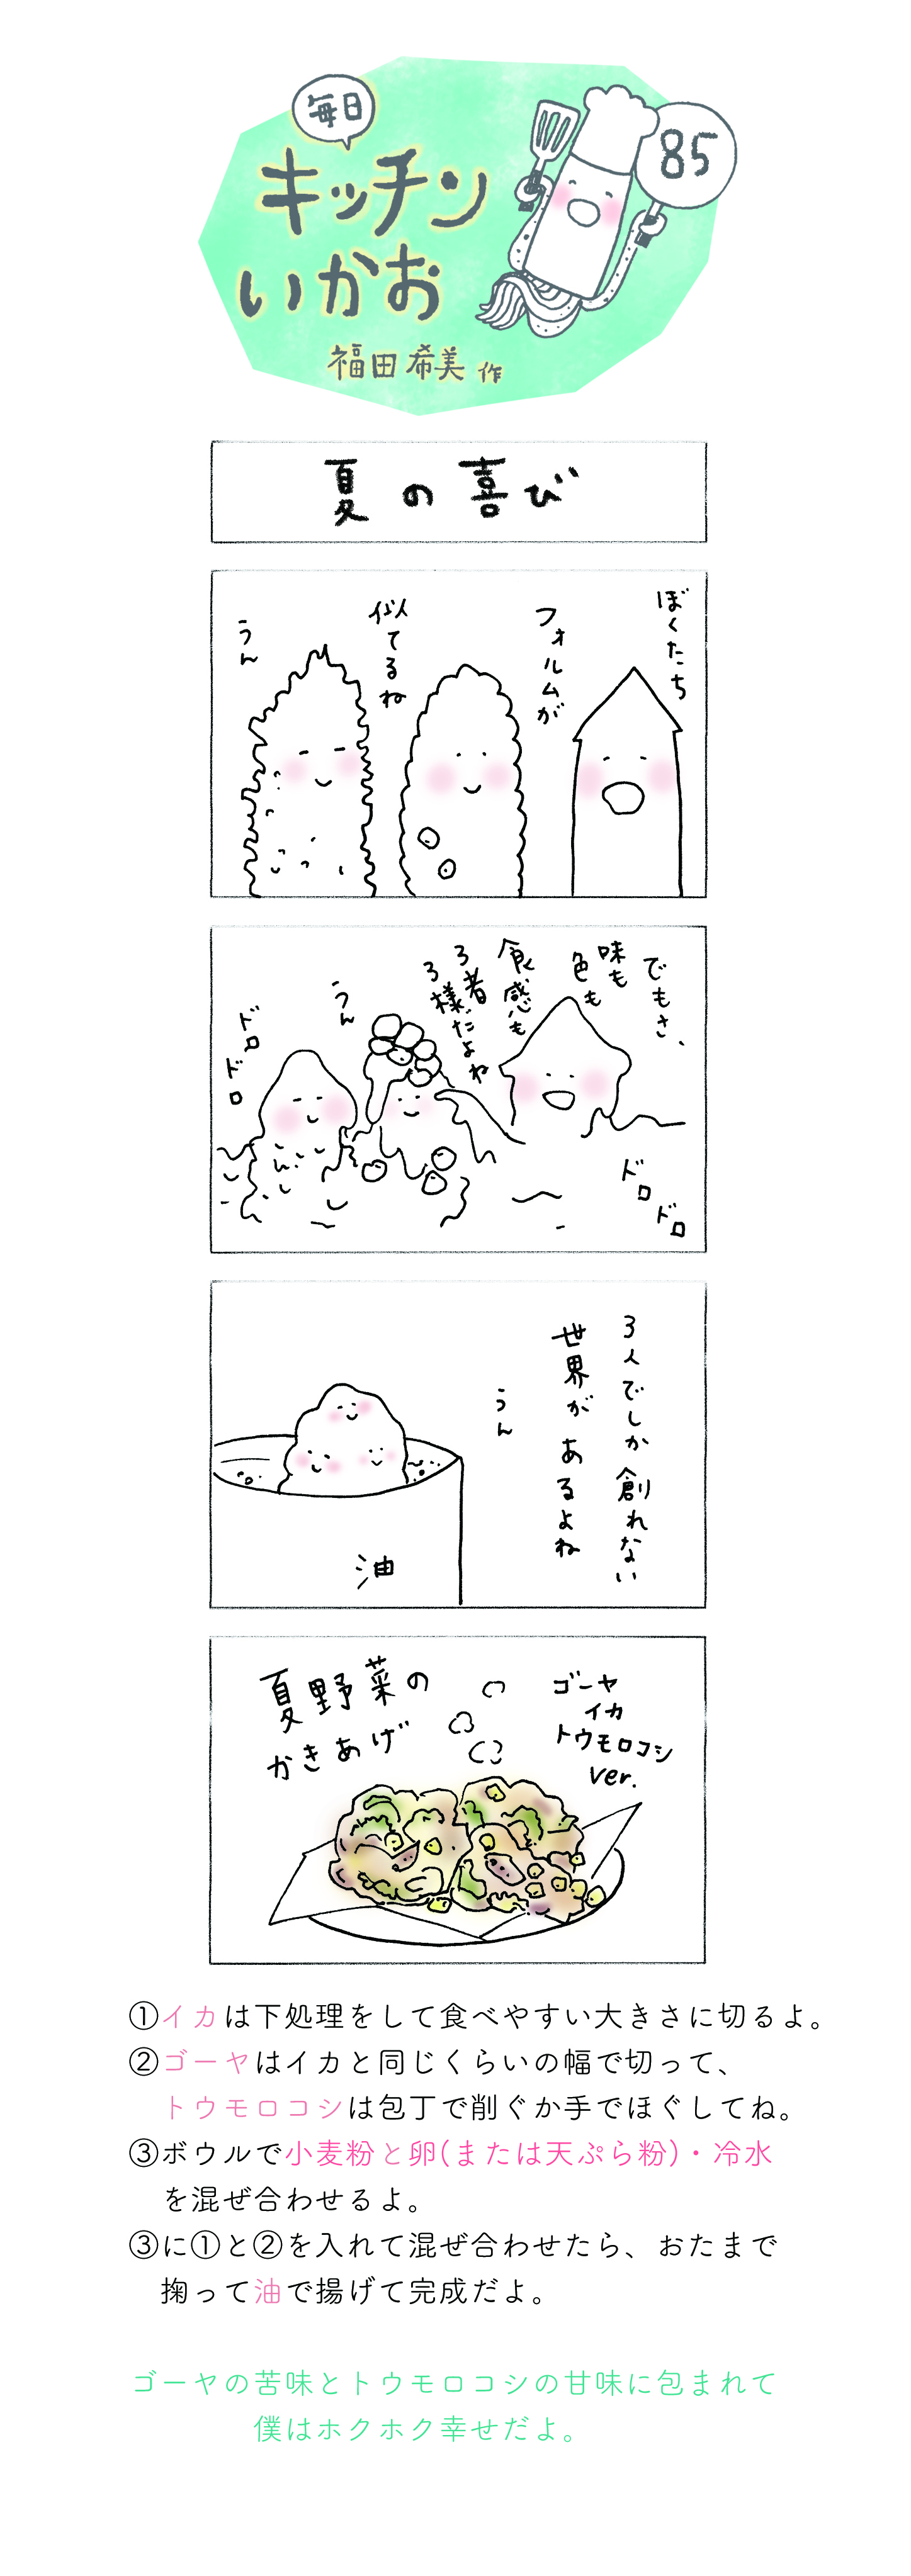 毎日
キッチン
いかお
85
福田希美 作
夏の喜び
ぼくたち
フォルムが
似てるね
うん
でもさ、
味も
色も
食感も
3者
3様だよね
うん
ドロ
ドロ
ドロ
ドロ
3人でしか創れない
世界があるよね
うん
油
夏野菜の
かきあげ
ゴーヤ
イカ
トウモロコシ
ver.
①イカは下処理をして食べやすい大きさに切るよ。
②ゴーヤはイカと同じくらいの幅で切って、
トウモロコシは包丁で削ぐか手でほぐしてね。
③ボウルで小麦粉と卵(または天ぷら粉)・冷水
を混ぜ合わせるよ。
③に①と②を入れて混ぜ合わせたら、おたまで
掬って油で揚げて完成だよ。
ゴーヤの苦味とトウモロコシの甘味に包まれて
僕はホクホク幸せだよ。